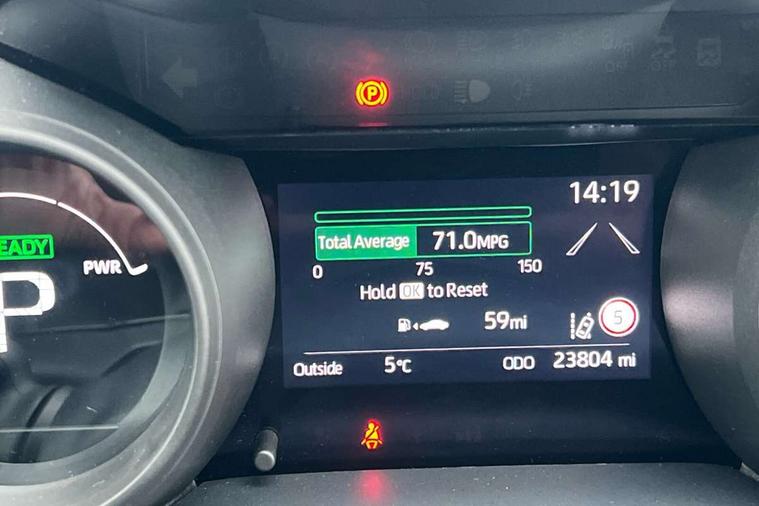 P
14:19
Total Average 71.0MPG
0 75 150
Hold OK to Reset
59mi
5
Outside 5°C ODO 23804 mi
EADY
PWR
P